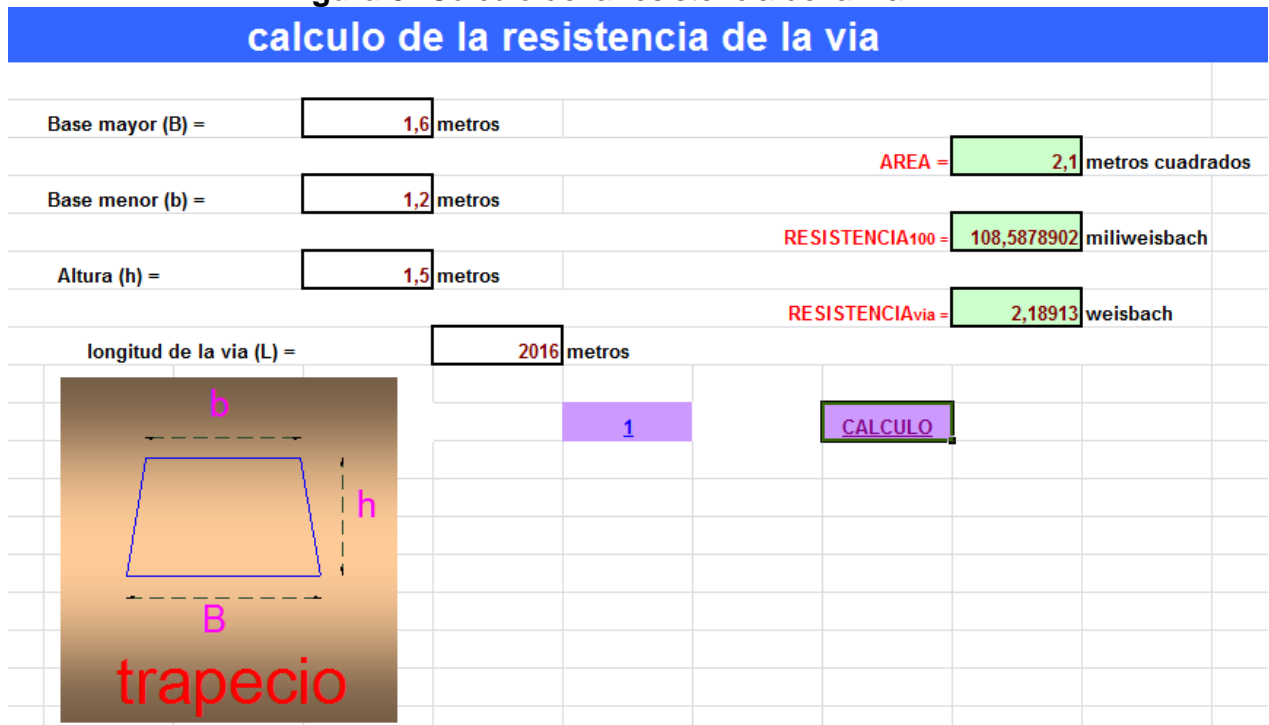 calculo de la resistencia de la via
Base mayor (B) = 1,6 metros
AREA = 2,1 metros cuadrados
Base menor (b) = 1,2 metros
RESISTENCIA100 = 108,5878902 miliweisbach
Altura (h) = 1,5 metros
RESISTENCIAvia = 2,18913 weisbach
longitud de la via (L) = 2016 metros
b
1 CALCULO
h
B
trapecio